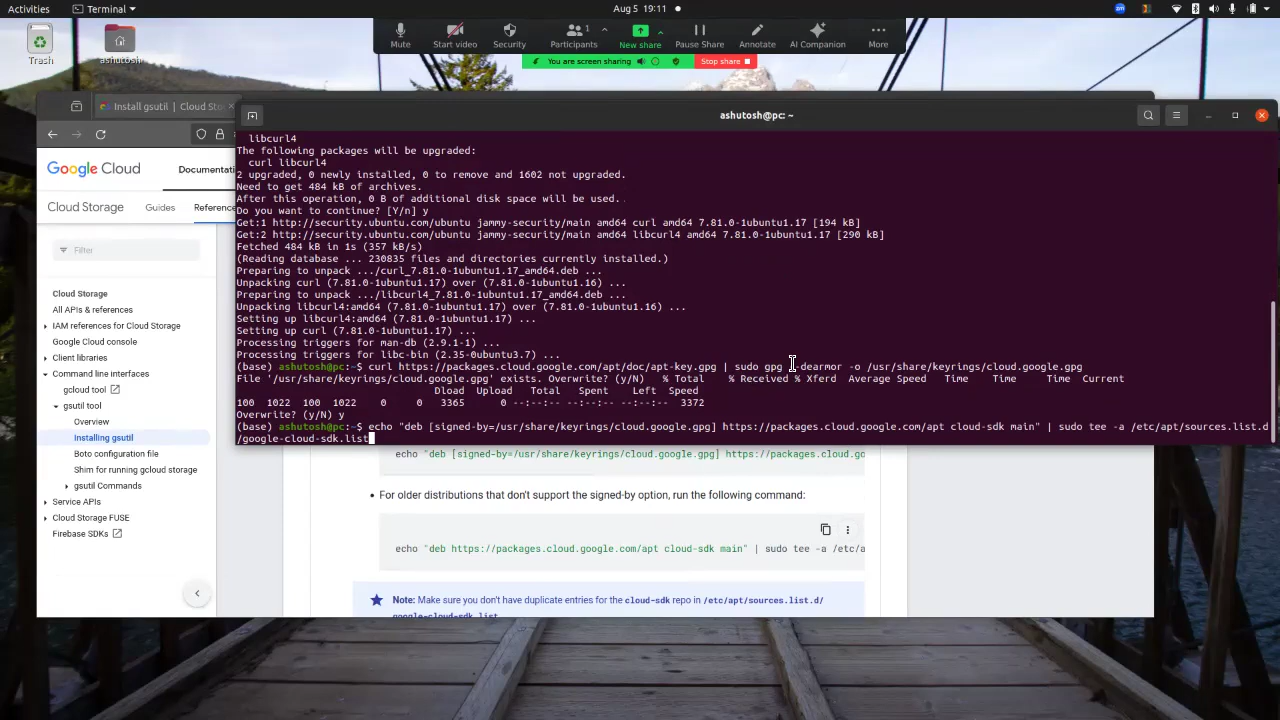 Activities
Terminal
Aug 5 19:11
Trash
ashutosh
Mute
Start video
Security
Participants
1
New share
Pause Share
Annotate
AI Companion
More
You are screen sharing
Stop share
Install gsutil | Cloud Sto
ashutosh@pc: ~
libcurl4
The following packages will be upgraded:
curl libcurl4
2 upgraded, 0 newly installed, 0 to remove and 1602 not upgraded.
Need to get 484 kB of archives.
After this operation, 0 B of additional disk space will be used.
Do you want to continue? [Y/n] y
Get:1 http://security.ubuntu.com/ubuntu jammy-security/main amd64 curl amd64 7.81.0-1ubuntu1.17 [194 kB]
Get:2 http://security.ubuntu.com/ubuntu jammy-security/main amd64 libcurl4 amd64 7.81.0-1ubuntu1.17 [290 kB]
Fetched 484 kB in 1s (357 kB/s)
(Reading database ... 230835 files and directories currently installed.)
Preparing to unpack .../curl_7.81.0-1ubuntu1.17_amd64.deb ...
Unpacking curl (7.81.0-1ubuntu1.17) over (7.81.0-1ubuntu1.16) ...
Preparing to unpack .../libcurl4_7.81.0-1ubuntu1.17_amd64.deb ...
Unpacking libcurl4:amd64 (7.81.0-1ubuntu1.17) over (7.81.0-1ubuntu1.16) ...
Setting up libcurl4:amd64 (7.81.0-1ubuntu1.17) ...
Setting up curl (7.81.0-1ubuntu1.17) ...
Processing triggers for man-db (2.9.1-1) ...
Processing triggers for libc-bin (2.35-0ubuntu3.7) ...
(base) ashutosh@pc:~$ curl https://packages.cloud.google.com/apt/doc/apt-key.gpg | sudo gpg --dearmor -o /usr/share/keyrings/cloud.google.gpg
File '/usr/share/keyrings/cloud.google.gpg' exists. Overwrite? (y/N) % Total % Received % Xferd Average Speed Time Time Time Current
Dload Upload Total Spent Left Speed
100 1022 100 1022 0 0 3365 0 --:--:-- --:--:-- --:--:-- 3372
Overwrite? (y/N) y
(base) ashutosh@pc:~$ echo "deb [signed-by=/usr/share/keyrings/cloud.google.gpg] https://packages.cloud.google.com/apt cloud-sdk main" | sudo tee -a /etc/apt/sources.list.d
/google-cloud-sdk.list
Google Cloud
Documentati
Cloud Storage
Guides
Reference
Filter
Cloud Storage
All APIs & references
IAM references for Cloud Storage
Google Cloud console
Client libraries
Command line interfaces
gcloud tool
gsutil tool
Overview
Installing gsutil
Boto configuration file
Shim for running gcloud storage
gsutil Commands
Service APIs
Cloud Storage FUSE
Firebase SDKs
echo "deb [signed-by=/usr/share/keyrings/cloud.google.gpg] https://packages.cloud.go
For older distributions that don't support the signed-by option, run the following command:
echo "deb https://packages.cloud.google.com/apt cloud-sdk main" | sudo tee -a /etc/a
Note: Make sure you don't have duplicate entries for the cloud-sdk repo in /etc/apt/sources.list.d/
google-cloud-sdk.list